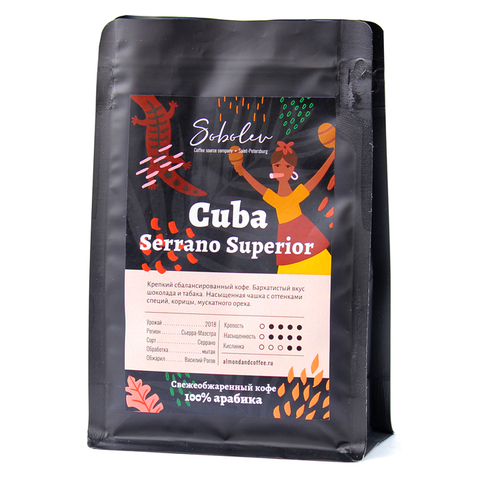 Sobolev
Coffee roaster company • Saint-Petersburg
Cuba
Serrano Superior
Крепкий сбалансированный кофе. Бархатистый вкус
шоколада и табака. Насыщенная чашка с оттенками
специй, корицы, мускатного ореха.
Урожай 2018
Крепость
Регион Сьерра-Маэстра
Насыщенность
Сорт Серрано
Кислинка
Обработка мытая
Обжарил Василий Рогов
almondandcoffee.ru
Свежеобжаренный кофе
100% арабика